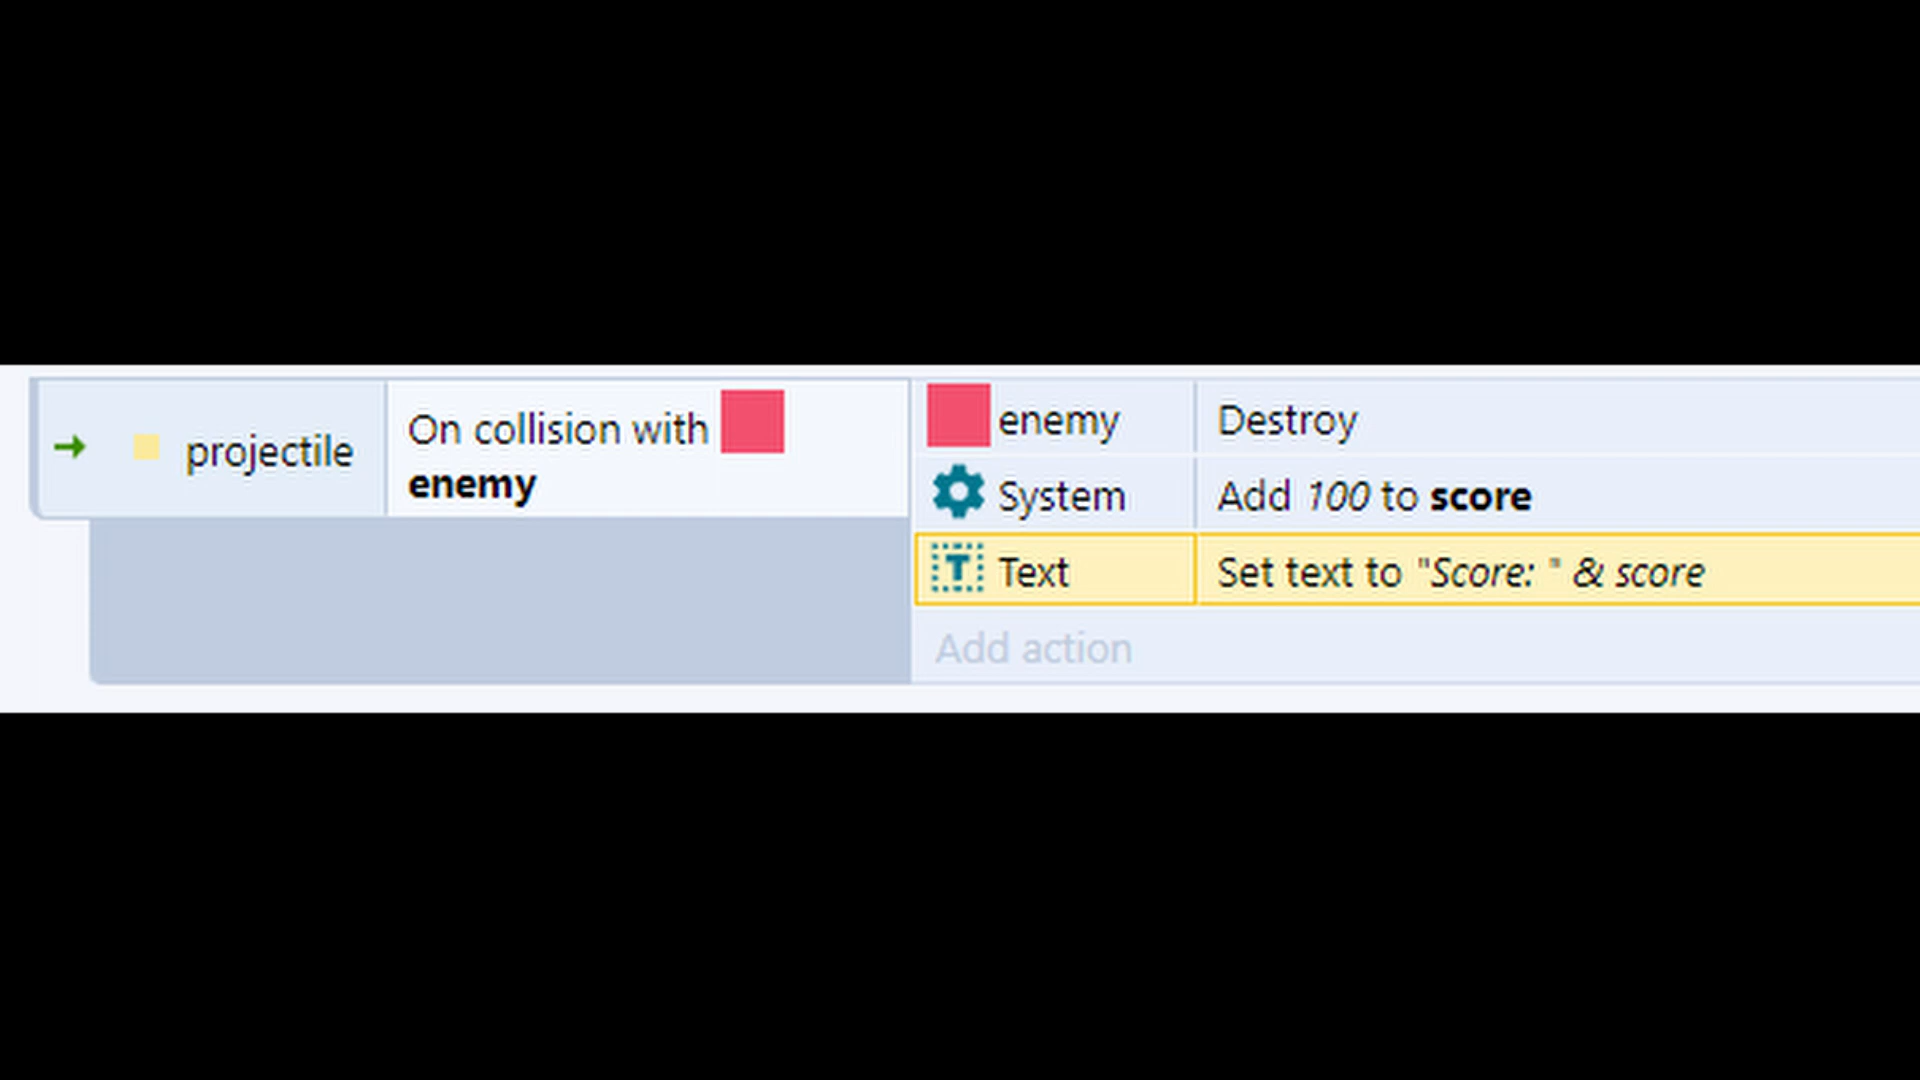 projectile
On collision with
enemy
enemy
Destroy
System
Add 100 to score
Text
Set text to "Score: " & score
Add action